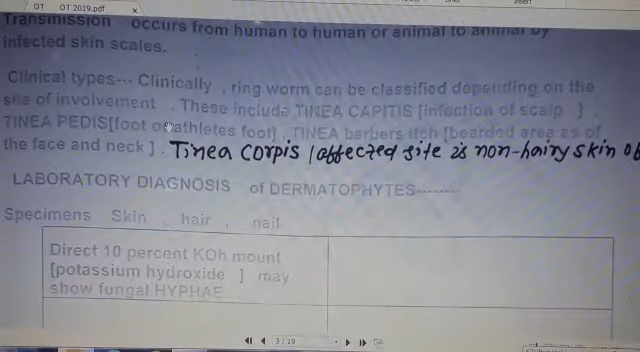 OT OT 2019.pdf x
Insert
Transmission occurs from human to human or animal to animal by
infected skin scales.
Clinical types--- Clinically , ring worm can be classified depending on the
site of involvement . These include TINEA CAPITIS [infection of scalp ] .
TINEA PEDIS[foot or athletes foot] . TINEA barbers itch [bearded area as of
the face and neck ] . Tinea corpis [affected site is non-hairy skin of
LABORATORY DIAGNOSIS of DERMATOPHYTES--------
Specimens Skin , hair , nail
Direct 10 percent KOh mount
[potassium hydroxide ] may
show fungal HYPHAE
3 / 19